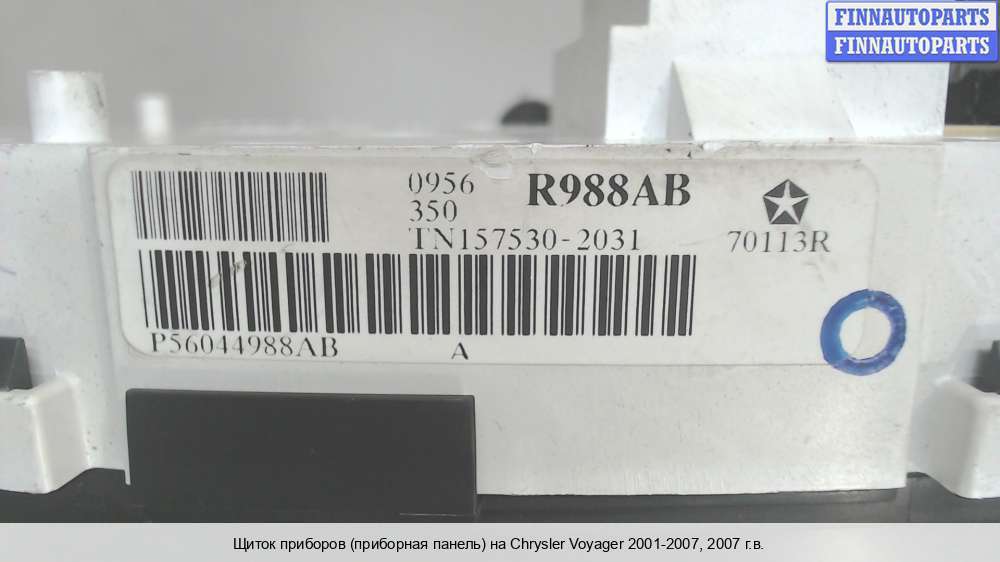 FINNAUTOPARTS
FINNAUTOPARTS
0956
R988AB
350
TN157530-2031
70113R
P56044988AB
A
Щиток приборов (приборная панель) на Chrysler Voyager 2001-2007, 2007 г.в.